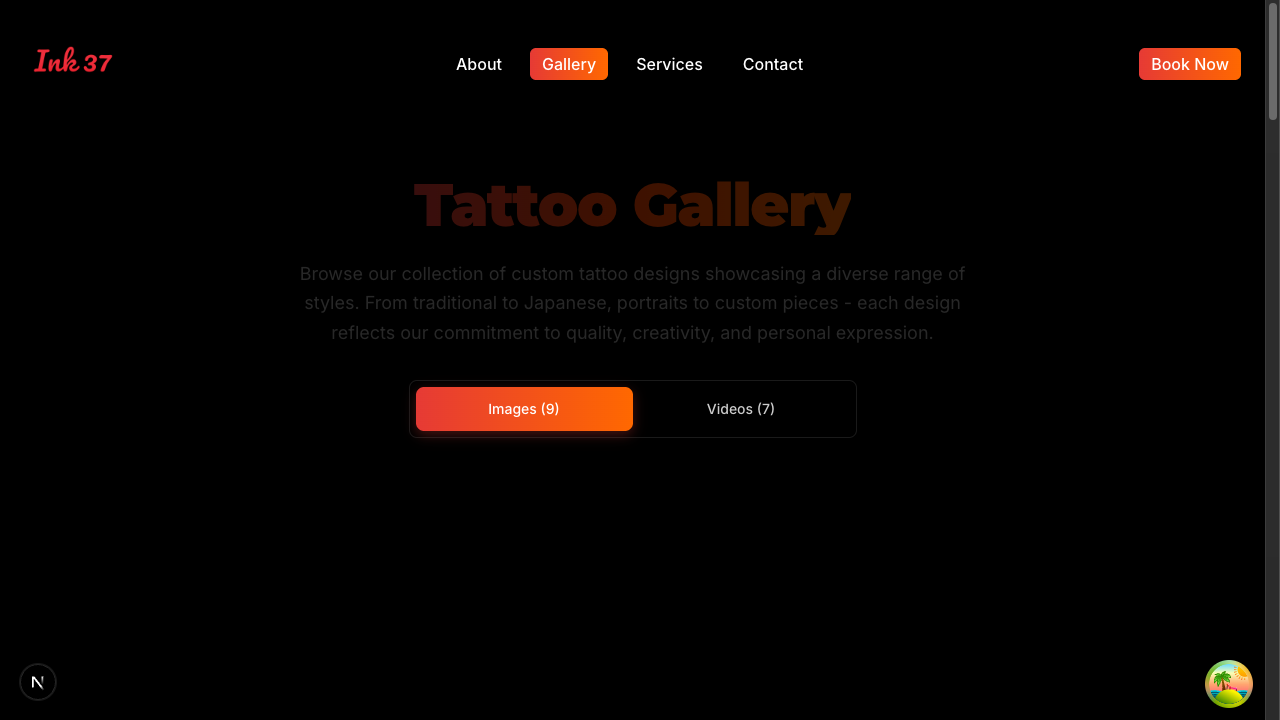 Ink 37
About
Gallery
Services
Contact
Book Now
Tattoo Gallery
Browse our collection of custom tattoo designs showcasing a diverse range of
styles. From traditional to Japanese, portraits to custom pieces - each design
reflects our commitment to quality, creativity, and personal expression.
Images (9)
Videos (7)
N